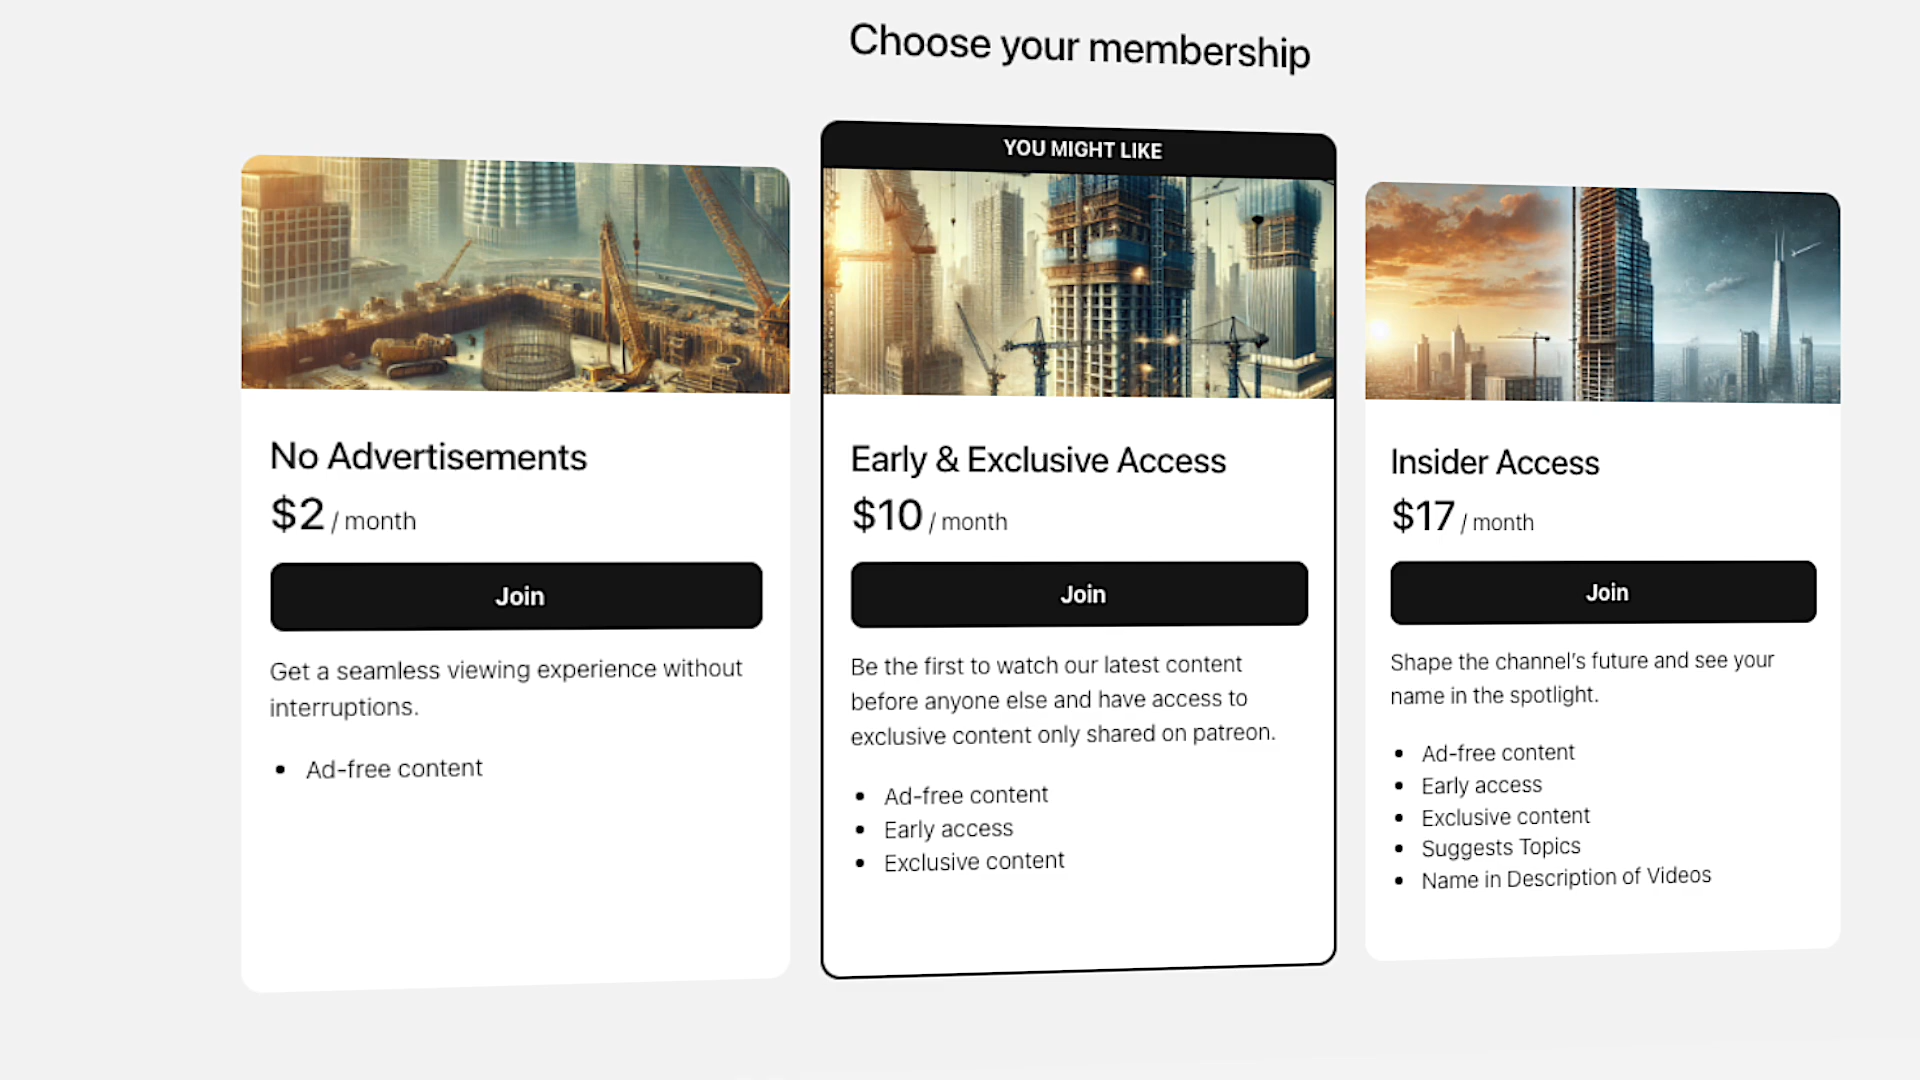 Choose your membership
No Advertisements
$2 / month
Join
Get a seamless viewing experience without
interruptions.
• Ad-free content
YOU MIGHT LIKE
Early & Exclusive Access
$10 / month
Join
Be the first to watch our latest content
before anyone else and have access to
exclusive content only shared on patreon.
• Ad-free content
• Early access
• Exclusive content
Insider Access
$17 / month
Join
Shape the channel's future and see your
name in the spotlight.
• Ad-free content
• Early access
• Exclusive content
• Suggests Topics
• Name in Description of Videos